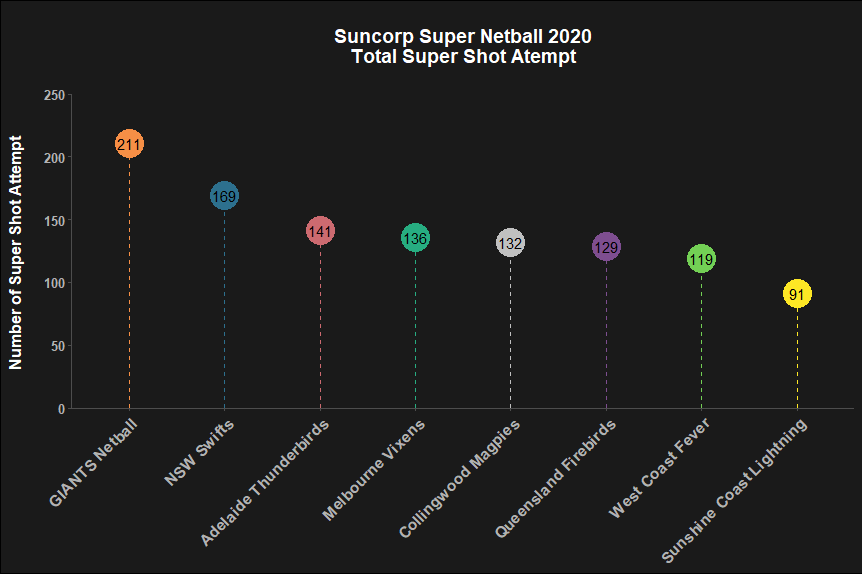 Suncorp Super Netball 2020
Total Super Shot Atempt
Number of Super Shot Attempt
250
200
150
100
50
0
211
169
141
136
132
129
119
91
GIANTS Netball
NSW Swifts
Adelaide Thunderbirds
Melbourne Vixens
Collingwood Magpies
Queensland Firebirds
West Coast Fever
Sunshine Coast Lightning